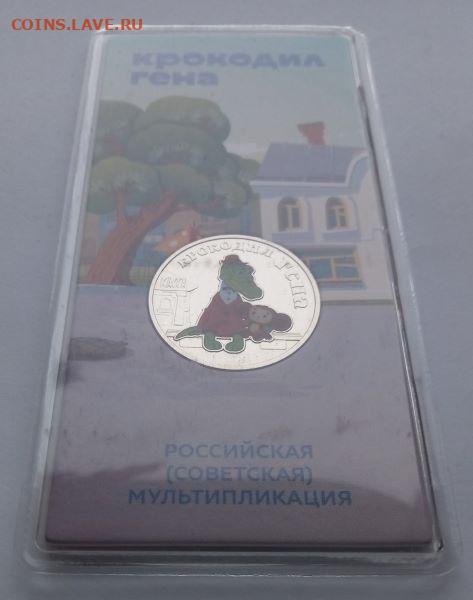 COINS.LAVE.RU
крокодил
гена
КРОКОДИЛ ГЕНА
РОССИЙСКАЯ
(СОВЕТСКАЯ)
МУЛЬТИПЛИКАЦИЯ